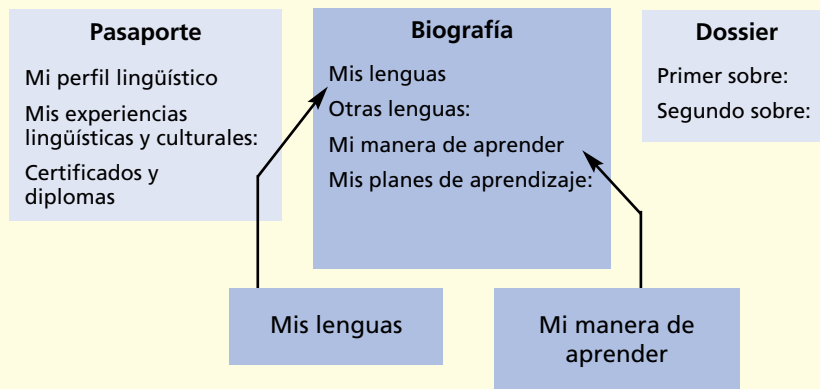 Pasaporte
Mi perfil lingüístico
Mis experiencias
lingüísticas y culturales:
Certificados y
diplomas
Biografía
Mis lenguas
Otras lenguas:
Mi manera de aprender
Mis planes de aprendizaje:
Dossier
Primer sobre:
Segundo sobre:
Mis lenguas
Mi manera de
aprender